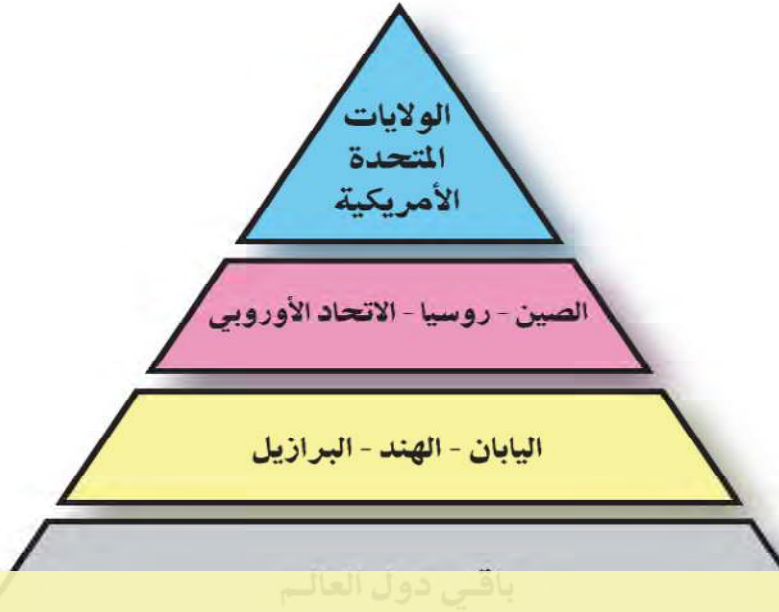 الولايات
المتحدة
الأمريكية
الصين - روسيا - الاتحاد الأوروبي
اليابان - الهند - البرازيل
باقي دول العالم